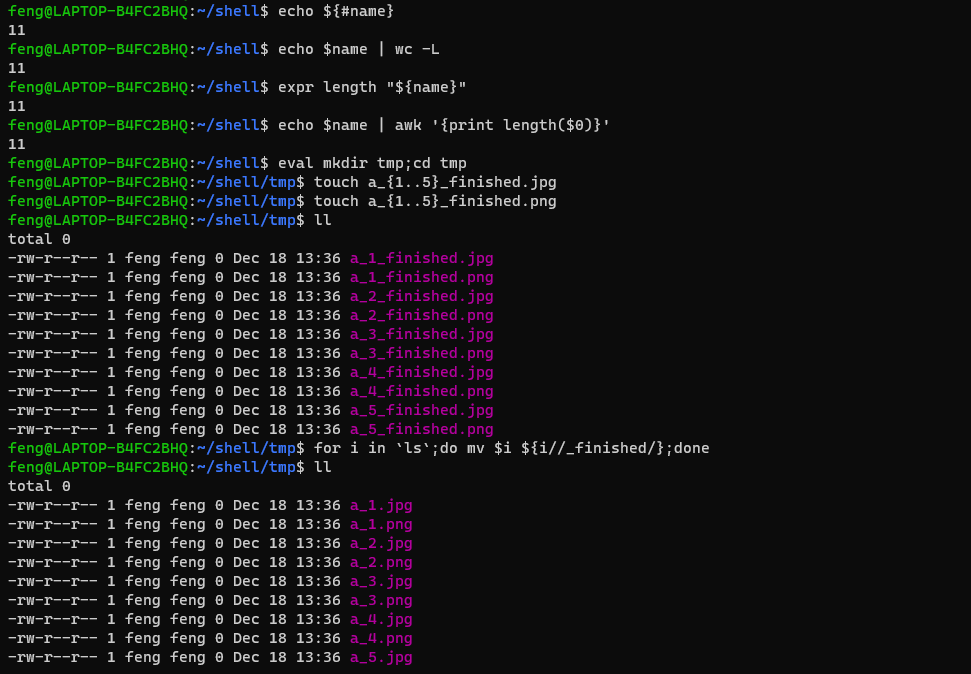 feng@LAPTOP-B4FC2BHQ:~/shell$ echo ${#name}
11
feng@LAPTOP-B4FC2BHQ:~/shell$ echo $name | wc -L
11
feng@LAPTOP-B4FC2BHQ:~/shell$ expr length "${name}"
11
feng@LAPTOP-B4FC2BHQ:~/shell$ echo $name | awk '{print length($0)}'
11
feng@LAPTOP-B4FC2BHQ:~/shell$ eval mkdir tmp;cd tmp
feng@LAPTOP-B4FC2BHQ:~/shell/tmp$ touch a_{1..5}_finished.jpg
feng@LAPTOP-B4FC2BHQ:~/shell/tmp$ touch a_{1..5}_finished.png
feng@LAPTOP-B4FC2BHQ:~/shell/tmp$ ll
total 0
-rw-r--r-- 1 feng feng 0 Dec 18 13:36 a_1_finished.jpg
-rw-r--r-- 1 feng feng 0 Dec 18 13:36 a_1_finished.png
-rw-r--r-- 1 feng feng 0 Dec 18 13:36 a_2_finished.jpg
-rw-r--r-- 1 feng feng 0 Dec 18 13:36 a_2_finished.png
-rw-r--r-- 1 feng feng 0 Dec 18 13:36 a_3_finished.jpg
-rw-r--r-- 1 feng feng 0 Dec 18 13:36 a_3_finished.png
-rw-r--r-- 1 feng feng 0 Dec 18 13:36 a_4_finished.jpg
-rw-r--r-- 1 feng feng 0 Dec 18 13:36 a_4_finished.png
-rw-r--r-- 1 feng feng 0 Dec 18 13:36 a_5_finished.jpg
-rw-r--r-- 1 feng feng 0 Dec 18 13:36 a_5_finished.png
feng@LAPTOP-B4FC2BHQ:~/shell/tmp$ for i in `ls`;do mv $i ${i//_finished/};done
feng@LAPTOP-B4FC2BHQ:~/shell/tmp$ ll
total 0
-rw-r--r-- 1 feng feng 0 Dec 18 13:36 a_1.jpg
-rw-r--r-- 1 feng feng 0 Dec 18 13:36 a_1.png
-rw-r--r-- 1 feng feng 0 Dec 18 13:36 a_2.jpg
-rw-r--r-- 1 feng feng 0 Dec 18 13:36 a_2.png
-rw-r--r-- 1 feng feng 0 Dec 18 13:36 a_3.jpg
-rw-r--r-- 1 feng feng 0 Dec 18 13:36 a_3.png
-rw-r--r-- 1 feng feng 0 Dec 18 13:36 a_4.jpg
-rw-r--r-- 1 feng feng 0 Dec 18 13:36 a_4.png
-rw-r--r-- 1 feng feng 0 Dec 18 13:36 a_5.jpg